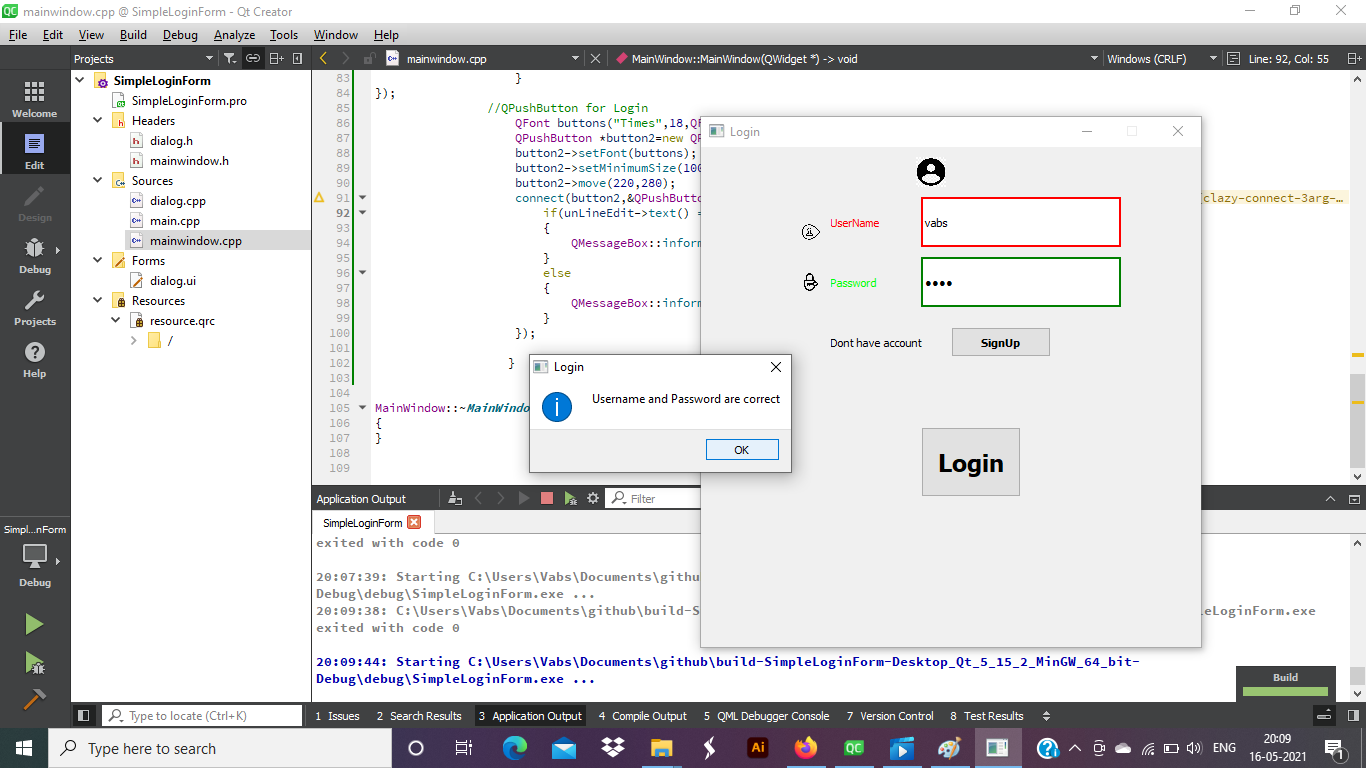 mainwindow.cpp @ SimpleLoginForm - Qt Creator
File Edit View Build Debug Analyze Tools Window Help
Projects
mainwindow.cpp
MainWindow::MainWindow(QWidget *) -> void
Windows (CRLF)
Line: 92, Col: 55
Welcome
Edit
Design
Debug
Projects
Help
SimpleLoginForm
SimpleLoginForm.pro
Headers
dialog.h
mainwindow.h
Sources
dialog.cpp
main.cpp
mainwindow.cpp
Forms
dialog.ui
Resources
resource.qrc
/
83 }
84 });
85 //QPushButton for Login
86 QFont buttons("Times",18,QF
87 QPushButton *button2=new QP
88 button2->setFont(buttons);
89 button2->setMinimumSize(100
90 button2->move(220,280);
91 connect(button2,&QPushButto
[clazy-connect-3arg-…
92 if(unLineEdit->text() =
93 {
94 QMessageBox::inform
95 }
96 else
97 {
98 QMessageBox::inform
99 }
100 });
101
102 }
103
104
105 MainWindow::~MainWindo
106 {
107 }
108
109
Login
UserName
vabs
Password
Dont have account
SignUp
Login
Login
Username and Password are correct
OK
Application Output
Filter
SimpleLoginForm
exited with code 0
20:07:39: Starting C:\Users\Vabs\Documents\githu
Debug\debug\SimpleLoginForm.exe ...
20:09:38: C:\Users\Vabs\Documents\github\build-S
leLoginForm.exe
exited with code 0
20:09:44: Starting C:\Users\Vabs\Documents\github\build-SimpleLoginForm-Desktop_Qt_5_15_2_MinGW_64_bit-
Debug\debug\SimpleLoginForm.exe ...
Simpl...nForm
Debug
Build
Type to locate (Ctrl+K)
1 Issues 2 Search Results 3 Application Output 4 Compile Output 5 QML Debugger Console 7 Version Control 8 Test Results
Type here to search
Ai
QC
ENG
20:09
16-05-2021
1